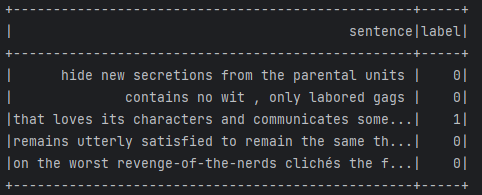 +--------------------------------------------------+-----+
|                                          sentence|label|
+--------------------------------------------------+-----+
|      hide new secretions from the parental units |    0|
|              contains no wit , only labored gags |    0|
|that loves its characters and communicates some...|    1|
|remains utterly satisfied to remain the same th...|    0|
|on the worst revenge-of-the-nerds clichés the f...|    0|
+--------------------------------------------------+-----+